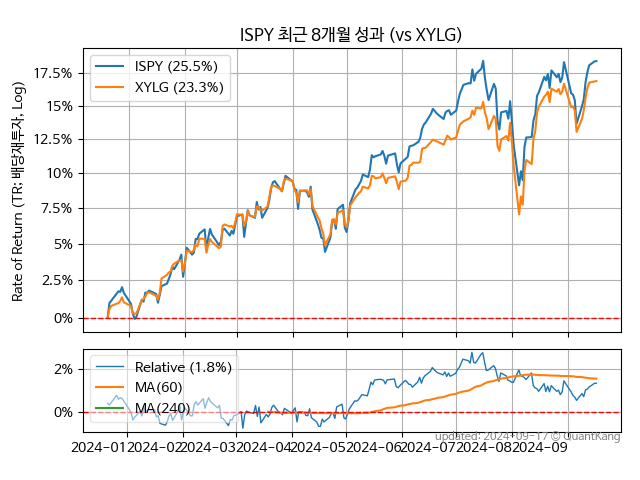 ISPY 최근 8개월 성과 (vs XYLG)
Rate of Return (TR: 배당재투자, Log)
17.5%
15%
12.5%
10%
7.5%
5%
2.5%
0%
ISPY (25.5%)
XYLG (23.3%)
2%
0%
Relative (1.8%)
MA(60)
MA(240)
2024-01
2024-02
2024-03
2024-04
2024-05
2024-06
2024-07
2024-08
2024-09
updated: 2024-09-17 © QuantKang